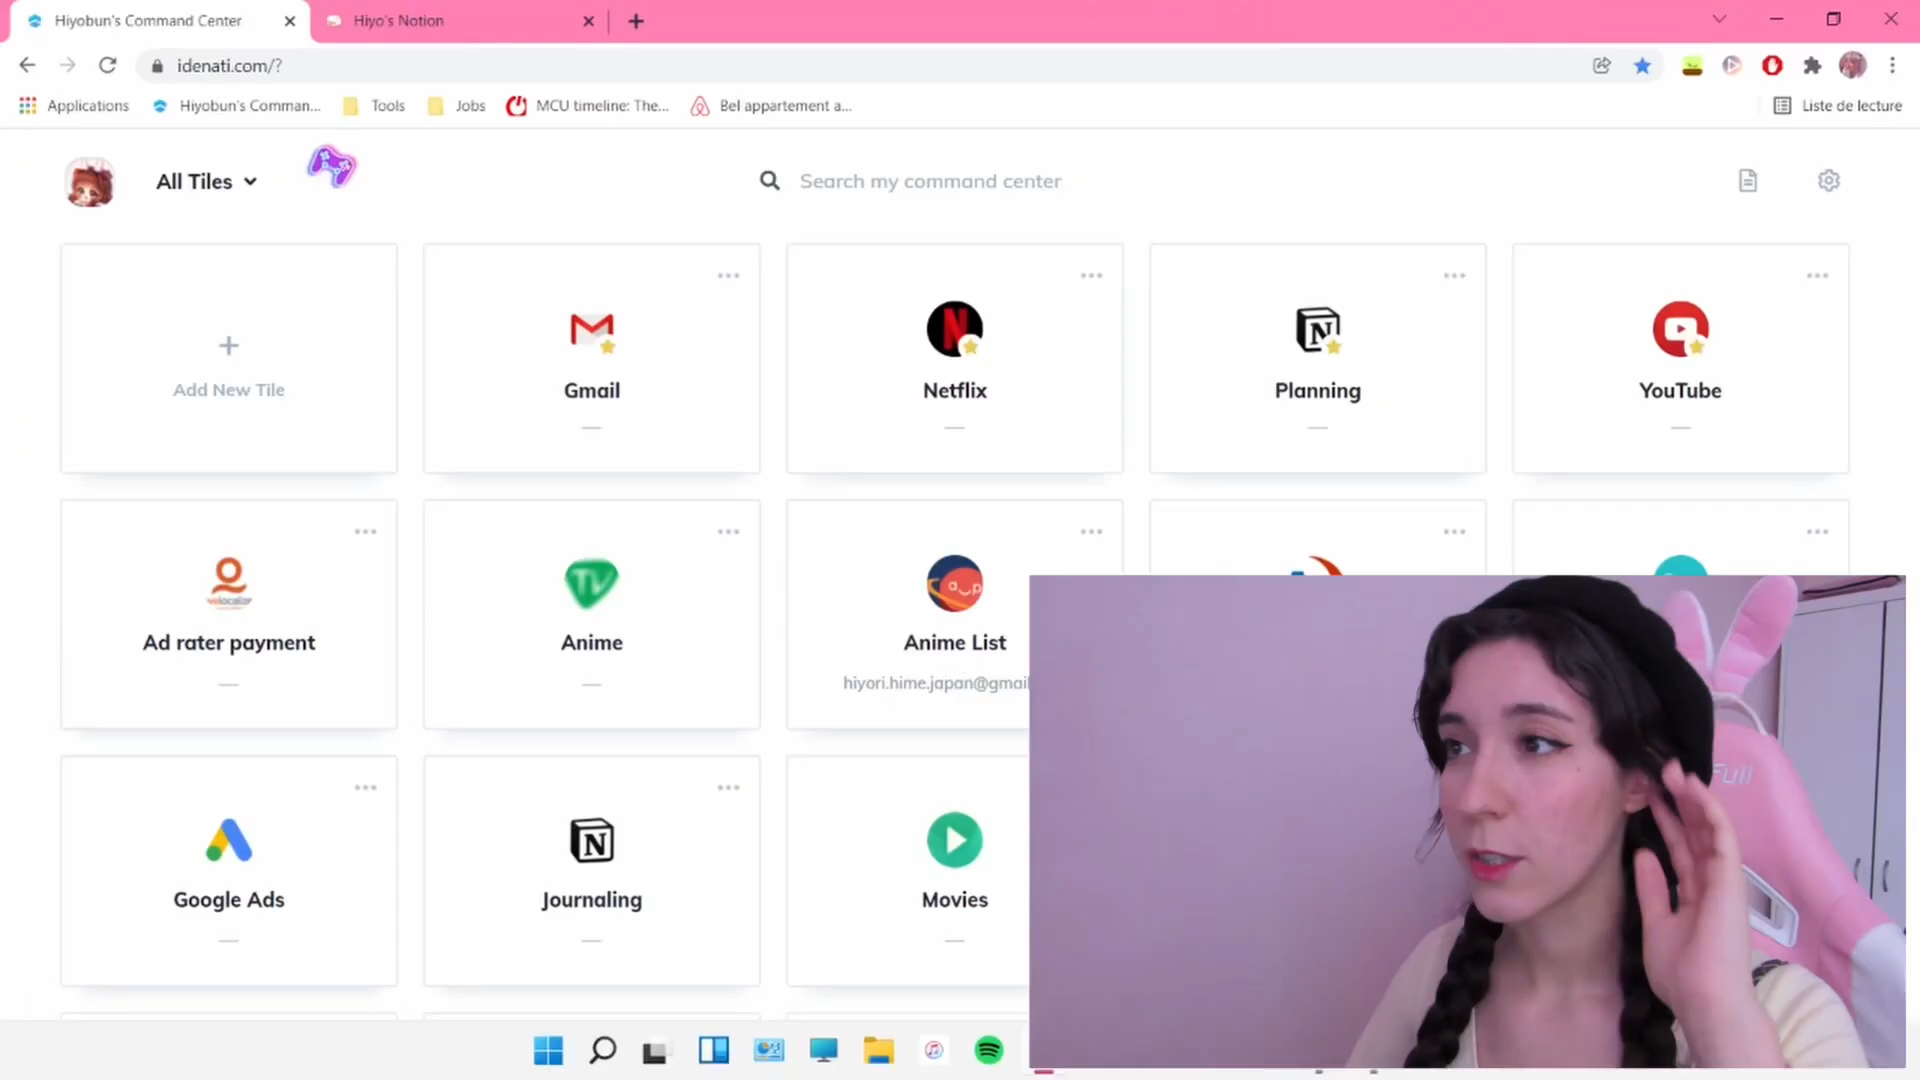 Hiyobun's Command Center
Hiyo's Notion
idenati.com/?
Applications
Hiyobun's Comman...
Tools
Jobs
MCU timeline: The...
Bel appartement a...
Liste de lecture
All Tiles
Search my command center
Add New Tile
Gmail
Netflix
Planning
YouTube
Ad rater payment
Anime
TV
Anime List
hiyori.hime.japan@gmail
Google Ads
Journaling
Movies